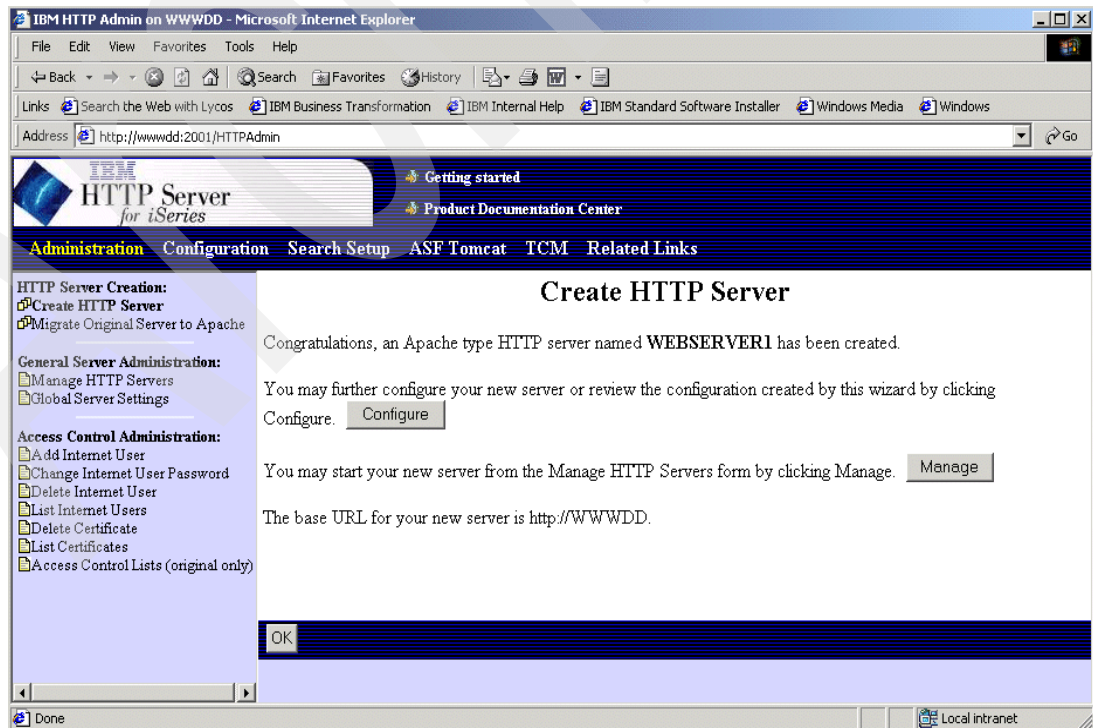 IBM HTTP Admin on WWWDD - Microsoft Internet Explorer
File Edit View Favorites Tools Help
Back Search Favorites History
Links Search the Web with Lycos IBM Business Transformation IBM Internal Help IBM Standard Software Installer Windows Media Windows
Address http://wwwdd:2001/HTTPAdmin Go
IBM
HTTP Server
for iSeries
Getting started
Product Documentation Center
Administration Configuration Search Setup ASF Tomcat TCM Related Links
HTTP Server Creation:
Create HTTP Server
Migrate Original Server to Apache
General Server Administration:
Manage HTTP Servers
Global Server Settings
Access Control Administration:
Add Internet User
Change Internet User Password
Delete Internet User
List Internet Users
Delete Certificate
List Certificates
Access Control Lists (original only)
Create HTTP Server
Congratulations, an Apache type HTTP server named WEBSERVER1 has been created.
You may further configure your new server or review the configuration created by this wizard by clicking
Configure. Configure
You may start your new server from the Manage HTTP Servers form by clicking Manage. Manage
The base URL for your new server is http://WWWDD.
OK
Done Local intranet